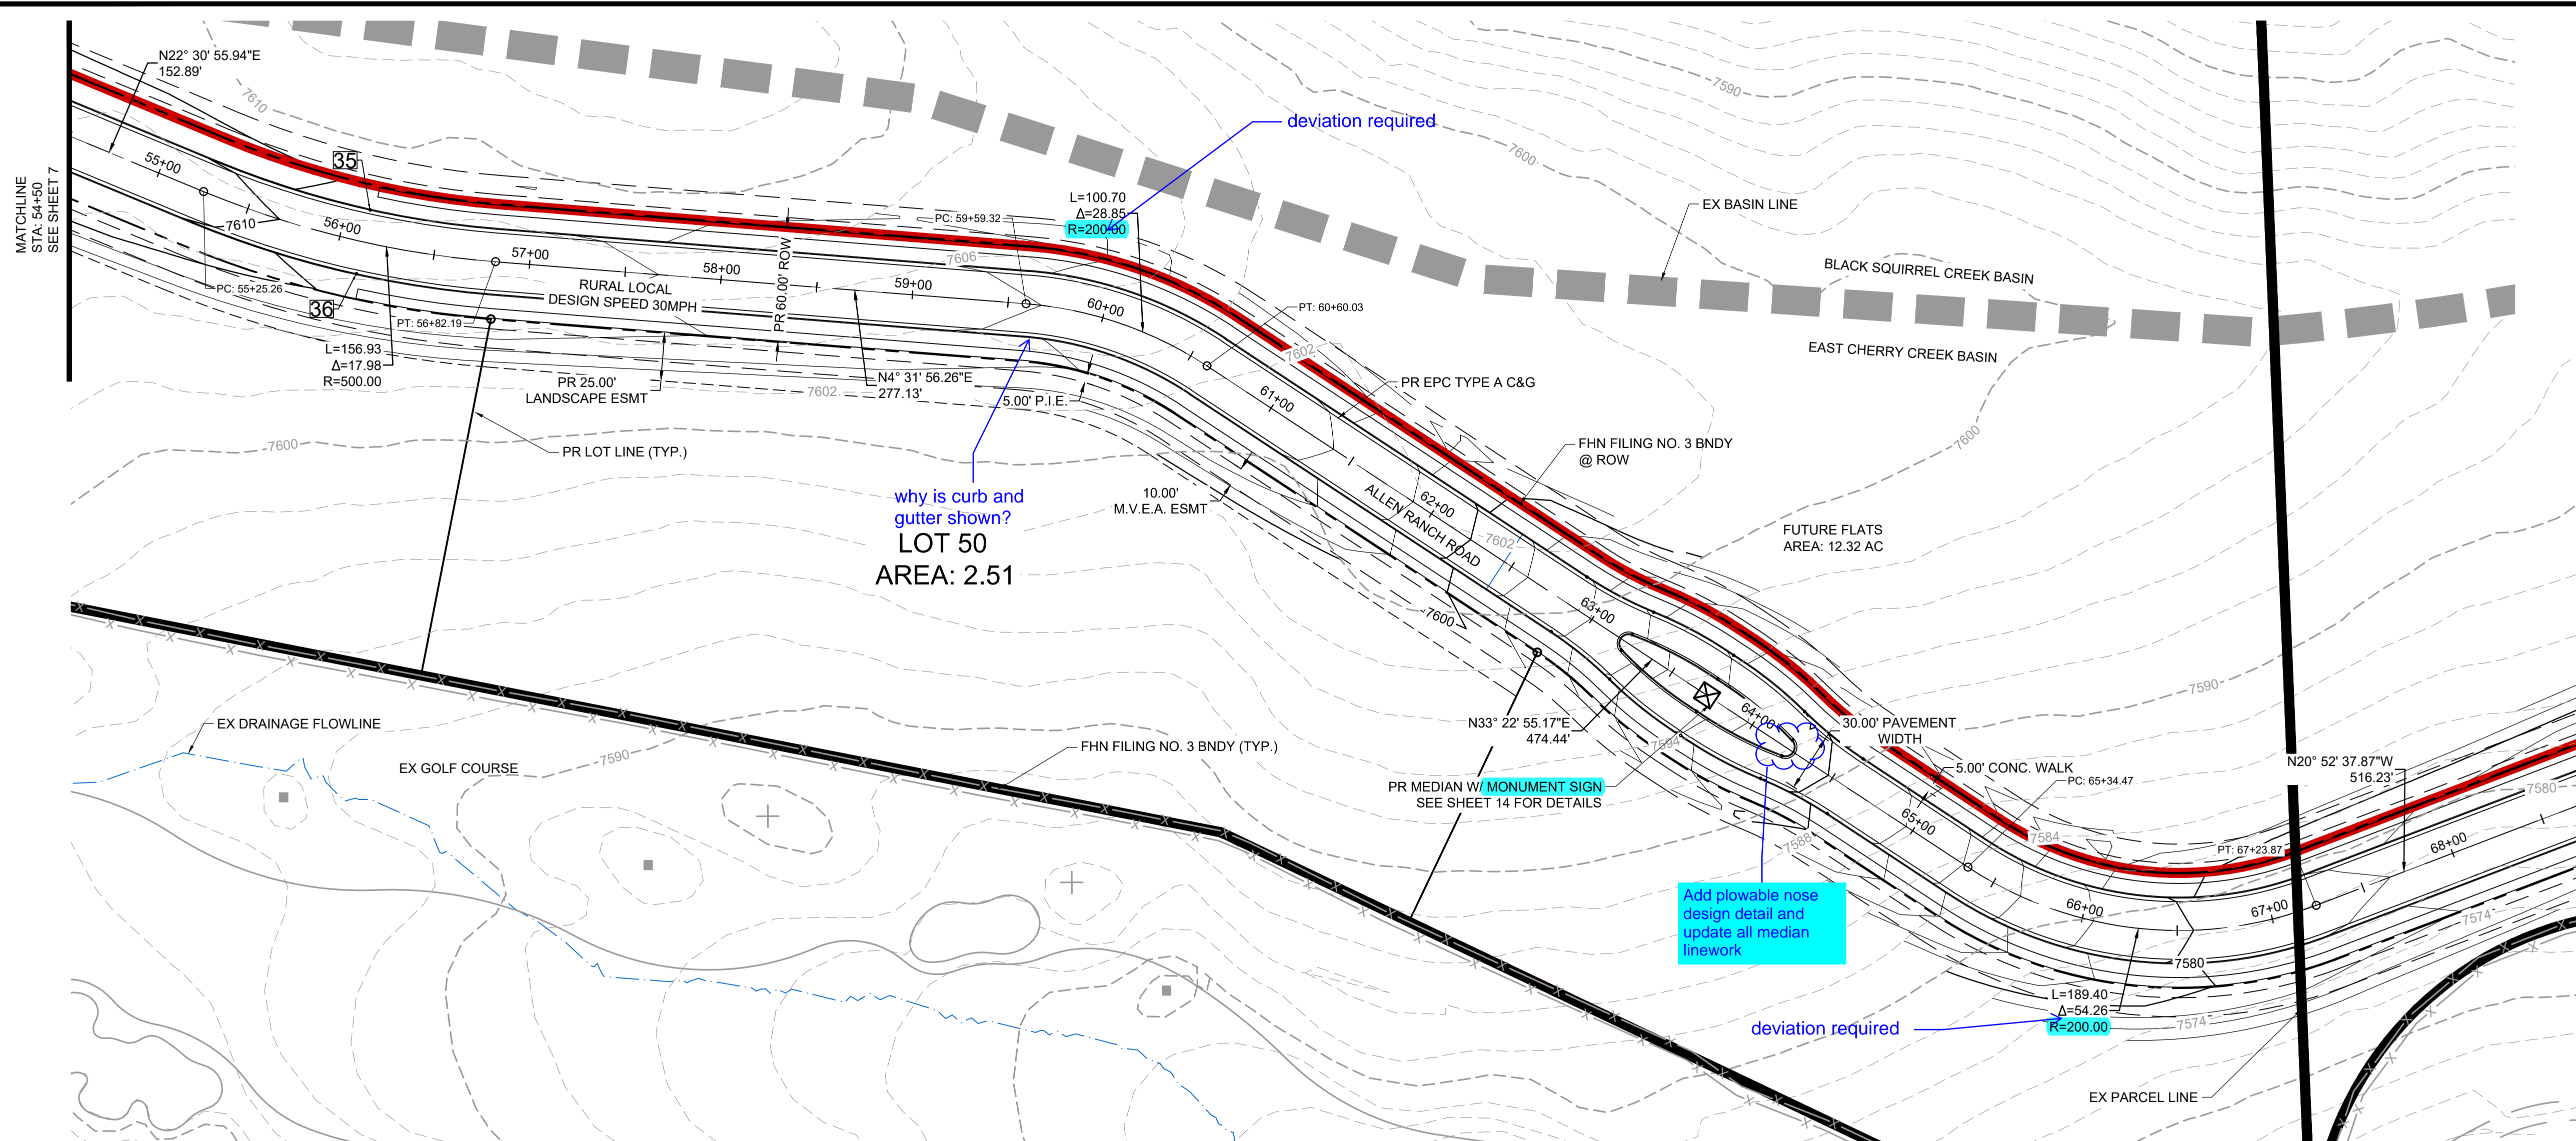 N22° 30' 55.94"E
152.89'
MATCHLINE
STA: 54+50
SEE SHEET 7
7610
35
55+00
7610
56+00
PC: 55+25.26
36
PT: 56+82.19
57+00
RURAL LOCAL
DESIGN SPEED 30MPH
58+00
PR 60.00' ROW
59+00
PC: 59+59.32
7606
L=100.70
Δ=28.85
R=200.00
deviation required
60+00
PT: 60+60.03
7602
61+00
L=156.93
Δ=17.98
R=500.00
PR 25.00'
LANDSCAPE ESMT
7602
N4° 31' 56.26"E
277.13'
5.00' P.I.E.
7600
PR LOT LINE (TYP.)
why is curb and
gutter shown?
LOT 50
AREA: 2.51
10.00'
M.V.E.A. ESMT
PR EPC TYPE A C&G
FHN FILING NO. 3 BNDY
@ ROW
ALLEN RANCH ROAD
62+00
7602
7600
63+00
64+00
7590
7600
EX BASIN LINE
BLACK SQUIRREL CREEK BASIN
EAST CHERRY CREEK BASIN
7600
FUTURE FLATS
AREA: 12.32 AC
7590
EX DRAINAGE FLOWLINE
EX GOLF COURSE
7590
FHN FILING NO. 3 BNDY (TYP.)
N33° 22' 55.17"E
474.44'
7594
PR MEDIAN W/ MONUMENT SIGN
SEE SHEET 14 FOR DETAILS
30.00' PAVEMENT
WIDTH
5.00' CONC. WALK
PC: 65+34.47
7588
65+00
7584
PT: 67+23.87
N20° 52' 37.87"W
516.23'
7580
68+00
67+00
66+00
7574
7580
Add plowable nose
design detail and
update all median
linework
deviation required
L=189.40
Δ=54.26
R=200.00
7574
EX PARCEL LINE